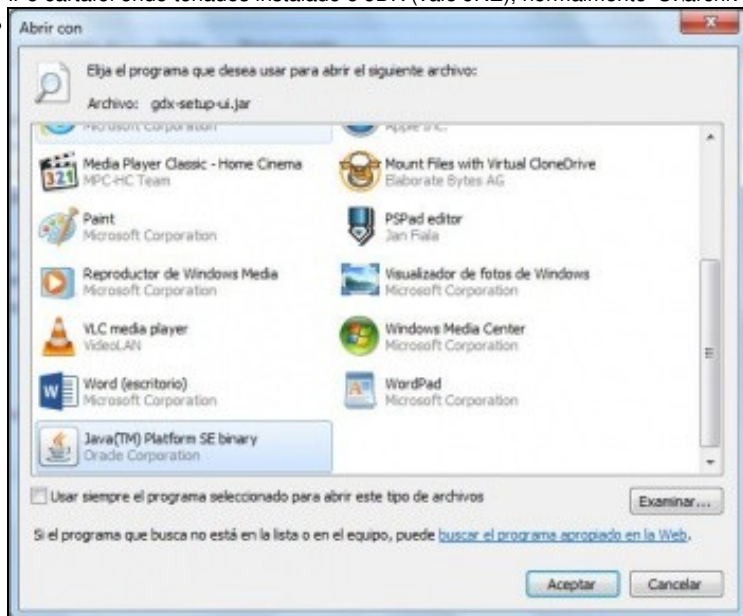 Abrir con
Elija el programa que desea usar para abrir el siguiente archivo:
Archivo: gdx-setup-ui.jar
Microsoft Corporation
Apple Inc.
Media Player Classic - Home Cinema
MPC-HC Team
Mount Files with Virtual CloneDrive
Elaborate Bytes AG
Paint
Microsoft Corporation
PSPad editor
Jan Fiala
Reproductor de Windows Media
Microsoft Corporation
Visualizador de fotos de Windows
Microsoft Corporation
VLC media player
VideoLAN
Windows Media Center
Microsoft Corporation
Word (escritorio)
Microsoft Corporation
WordPad
Microsoft Corporation
Java(TM) Platform SE binary
Oracle Corporation
Usar siempre el programa seleccionado para abrir este tipo de archivos
Examinar...
Si el programa que busca no está en la lista o en el equipo, puede buscar el programa apropiado en la Web.
Aceptar
Cancelar